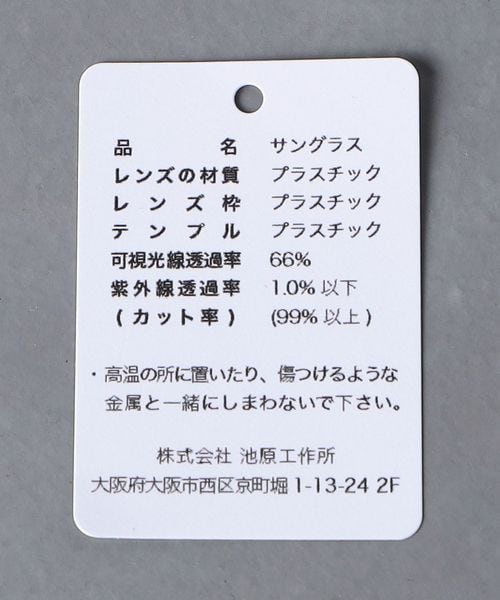 品名 サングラス
レンズの材質 プラスチック
レンズ枠 プラスチック
テンプル プラスチック
可視光線透過率 66%
紫外線透過率 1.0% 以下
(カット率) (99% 以上)
・高温の所に置いたり、傷つけるような
金属と一緒にしまわないで下さい。
株式会社 池原工作所
大阪府大阪市西区京町堀 1-13-24 2F